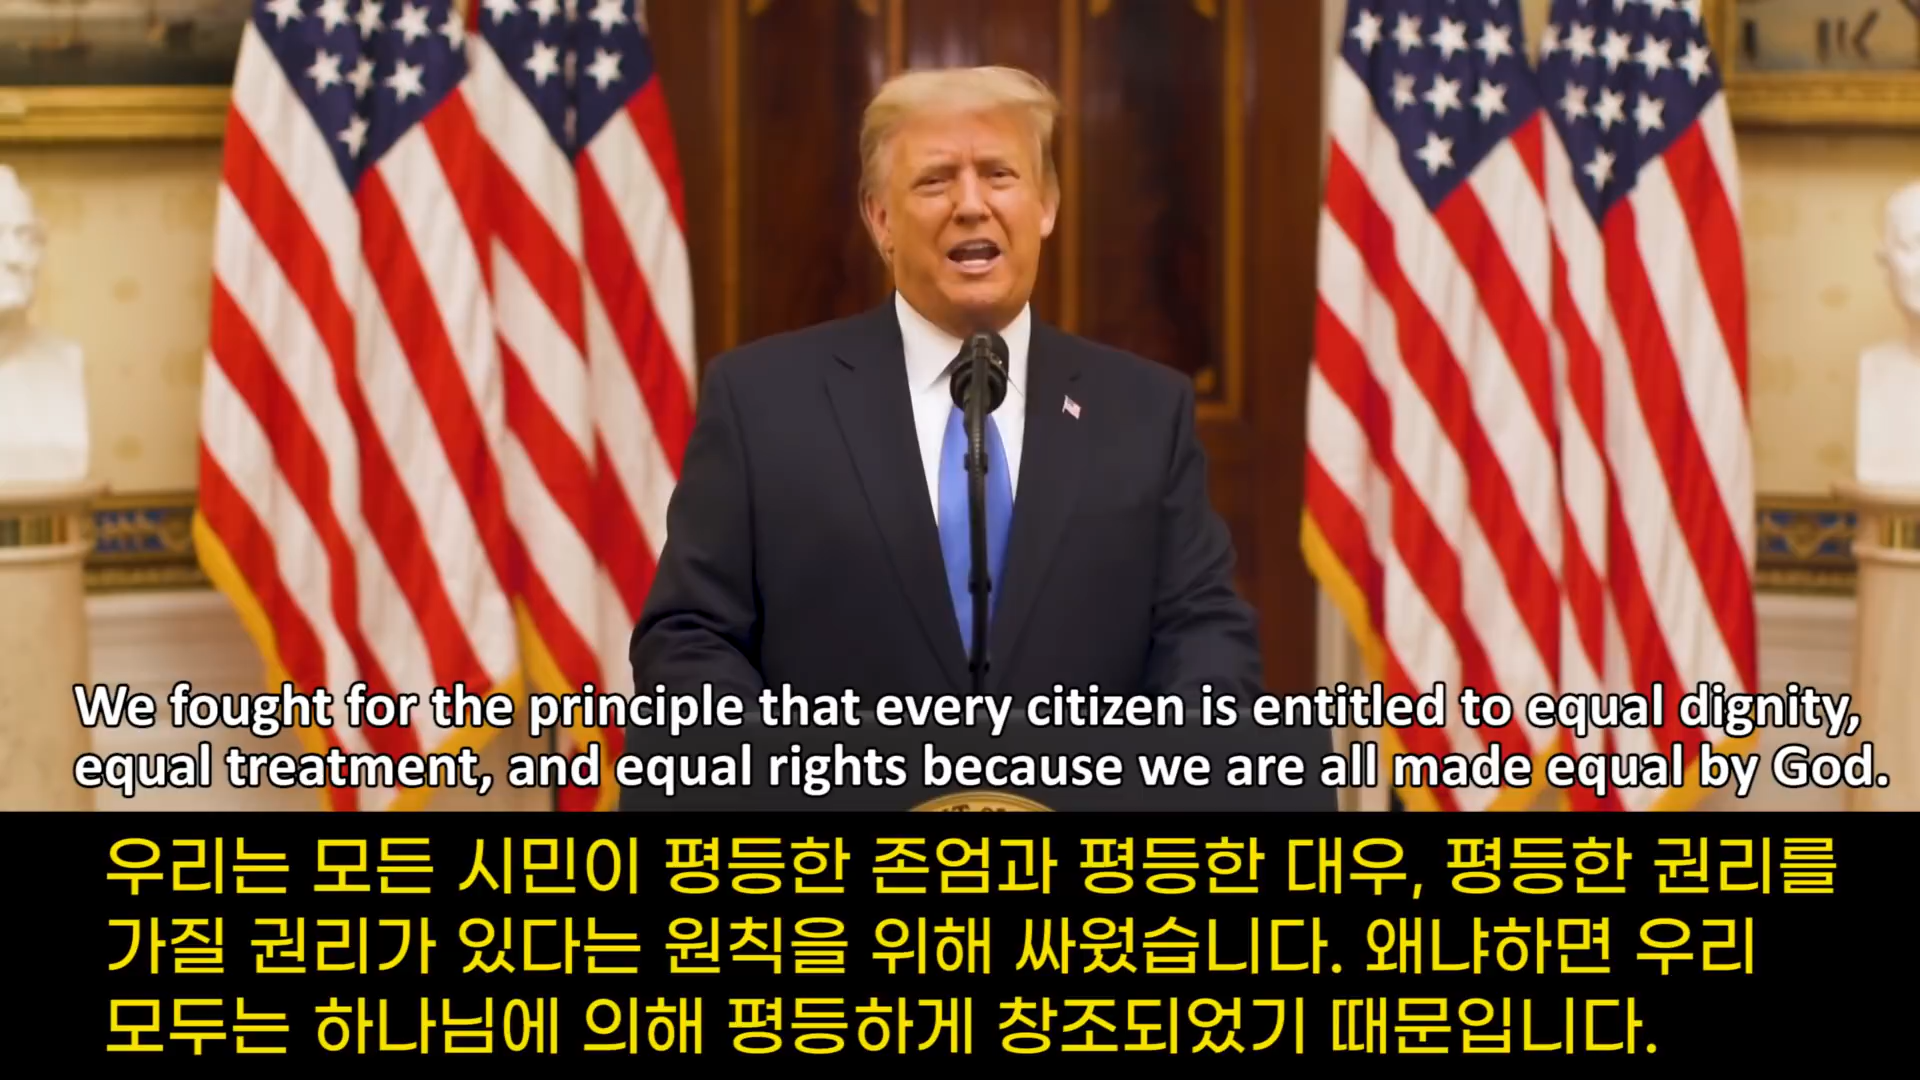 We fought for the principle that every citizen is entitled to equal dignity,
equal treatment, and equal rights because we are all made equal by God.
우리는 모든 시민이 평등한 존엄과 평등한 대우, 평등한 권리를
가질 권리가 있다는 원칙을 위해 싸웠습니다. 왜냐하면 우리
모두는 하나님에 의해 평등하게 창조되었기 때문입니다.